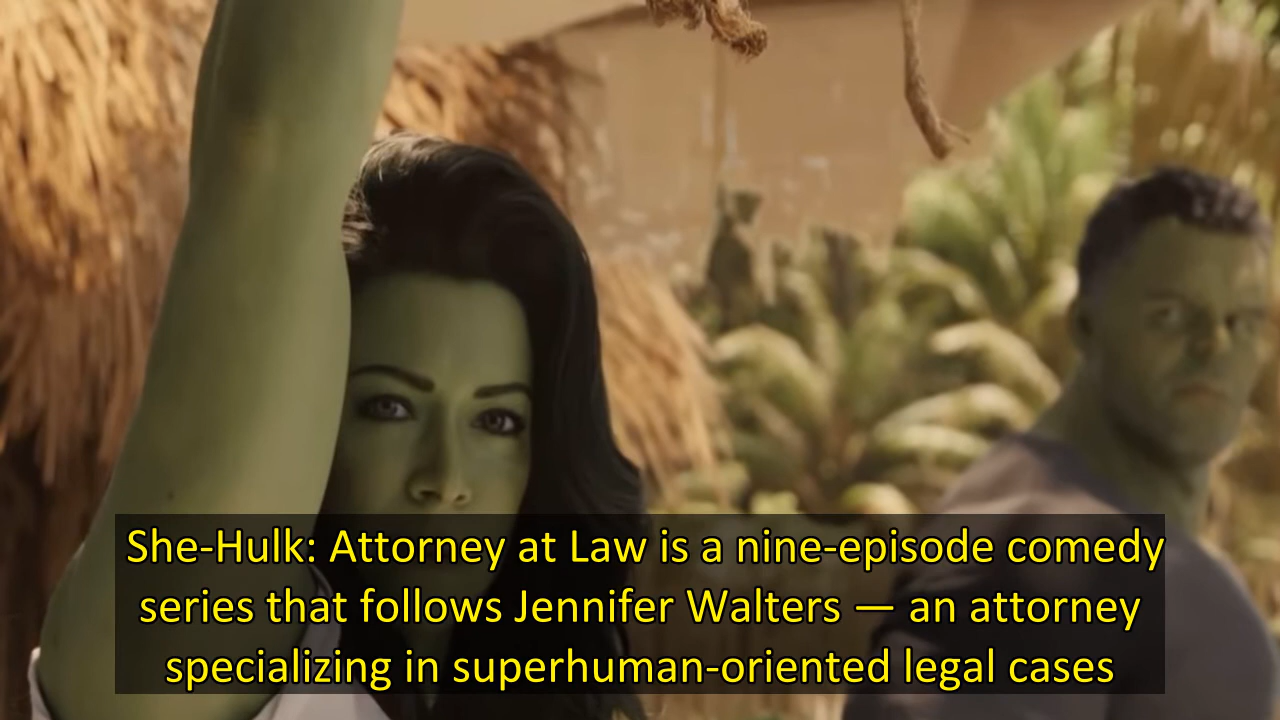 She-Hulk: Attorney at Law is a nine-episode comedy
series that follows Jennifer Walters — an attorney
specializing in superhuman-oriented legal cases